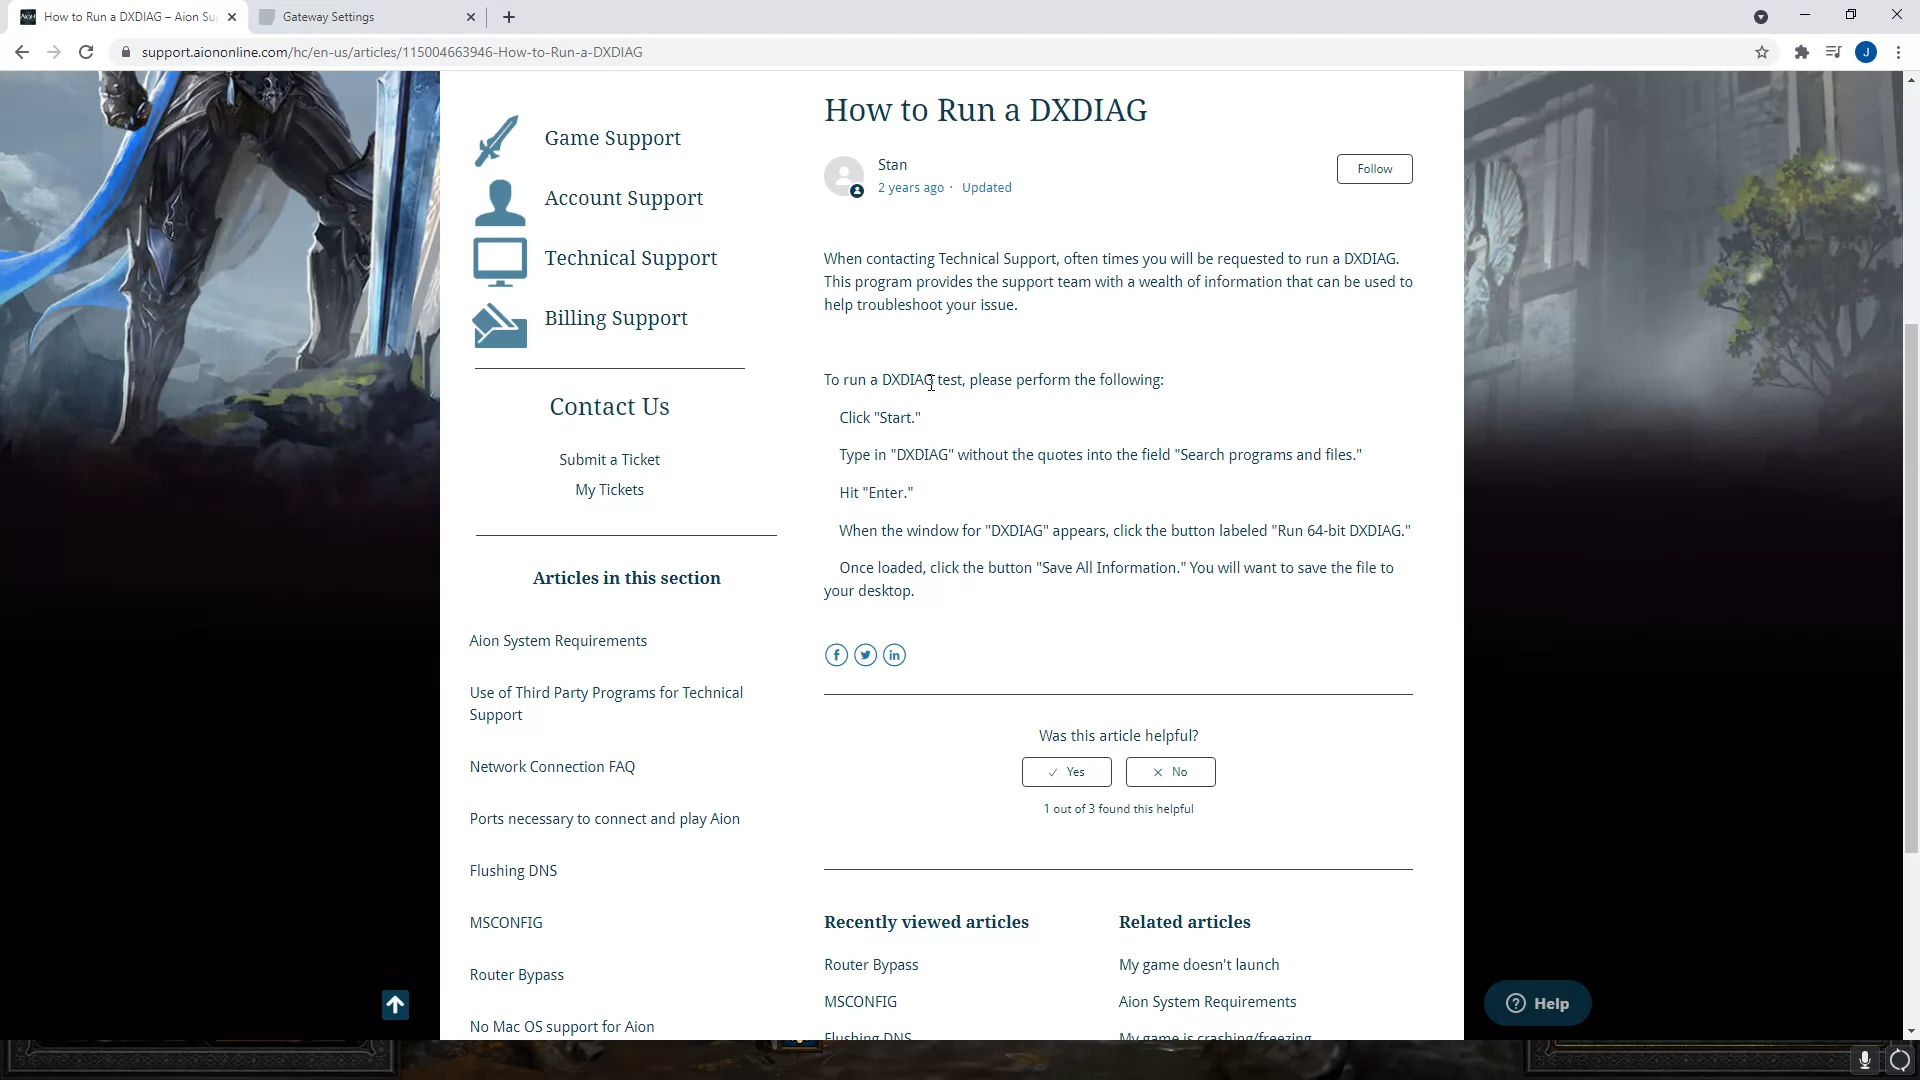 How to Run a DXDIAG – Aion Su
Gateway Settings
support.aiononline.com/hc/en-us/articles/115004663946-How-to-Run-a-DXDIAG
J
Game Support
Account Support
Technical Support
Billing Support
Contact Us
Submit a Ticket
My Tickets
Articles in this section
Aion System Requirements
Use of Third Party Programs for Technical
Support
Network Connection FAQ
Ports necessary to connect and play Aion
Flushing DNS
MSCONFIG
Router Bypass
No Mac OS support for Aion
How to Run a DXDIAG
Stan
2 years ago · Updated
Follow
When contacting Technical Support, often times you will be requested to run a DXDIAG.
This program provides the support team with a wealth of information that can be used to
help troubleshoot your issue.
To run a DXDIAG test, please perform the following:
Click "Start."
Type in "DXDIAG" without the quotes into the field "Search programs and files."
Hit "Enter."
When the window for "DXDIAG" appears, click the button labeled "Run 64-bit DXDIAG."
Once loaded, click the button "Save All Information." You will want to save the file to
your desktop.
Was this article helpful?
Yes
No
1 out of 3 found this helpful
Recently viewed articles
Router Bypass
MSCONFIG
Flushing DNS
Related articles
My game doesn't launch
Aion System Requirements
My game is crashing/freezing
Help